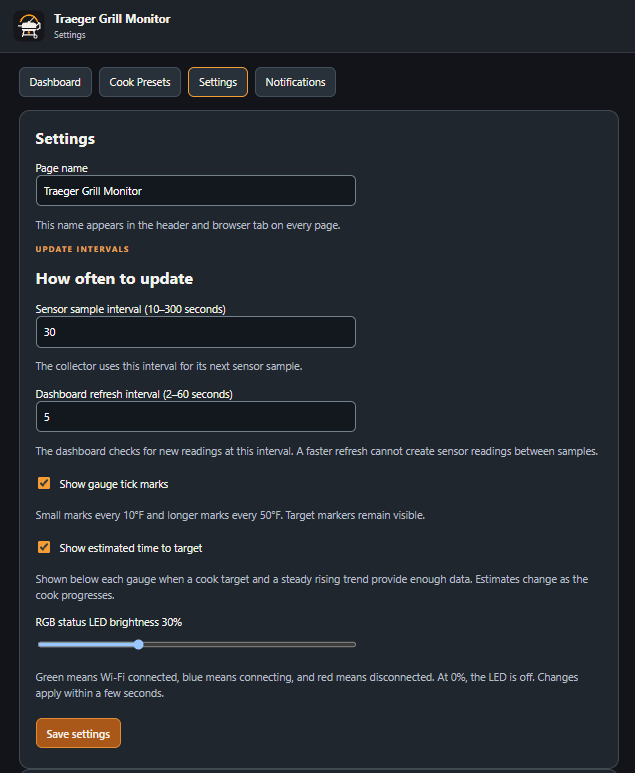 Traeger Grill Monitor
Settings
Dashboard
Cook Presets
Settings
Notifications
Settings
Page name
Traeger Grill Monitor
This name appears in the header and browser tab on every page.
UPDATE INTERVALS
How often to update
Sensor sample interval (10–300 seconds)
30
The collector uses this interval for its next sensor sample.
Dashboard refresh interval (2–60 seconds)
5
The dashboard checks for new readings at this interval. A faster refresh cannot create sensor readings between samples.
Show gauge tick marks
Small marks every 10°F and longer marks every 50°F. Target markers remain visible.
Show estimated time to target
Shown below each gauge when a cook target and a steady rising trend provide enough data. Estimates change as the
cook progresses.
RGB status LED brightness 30%
Green means Wi-Fi connected, blue means connecting, and red means disconnected. At 0%, the LED is off. Changes
apply within a few seconds.
Save settings